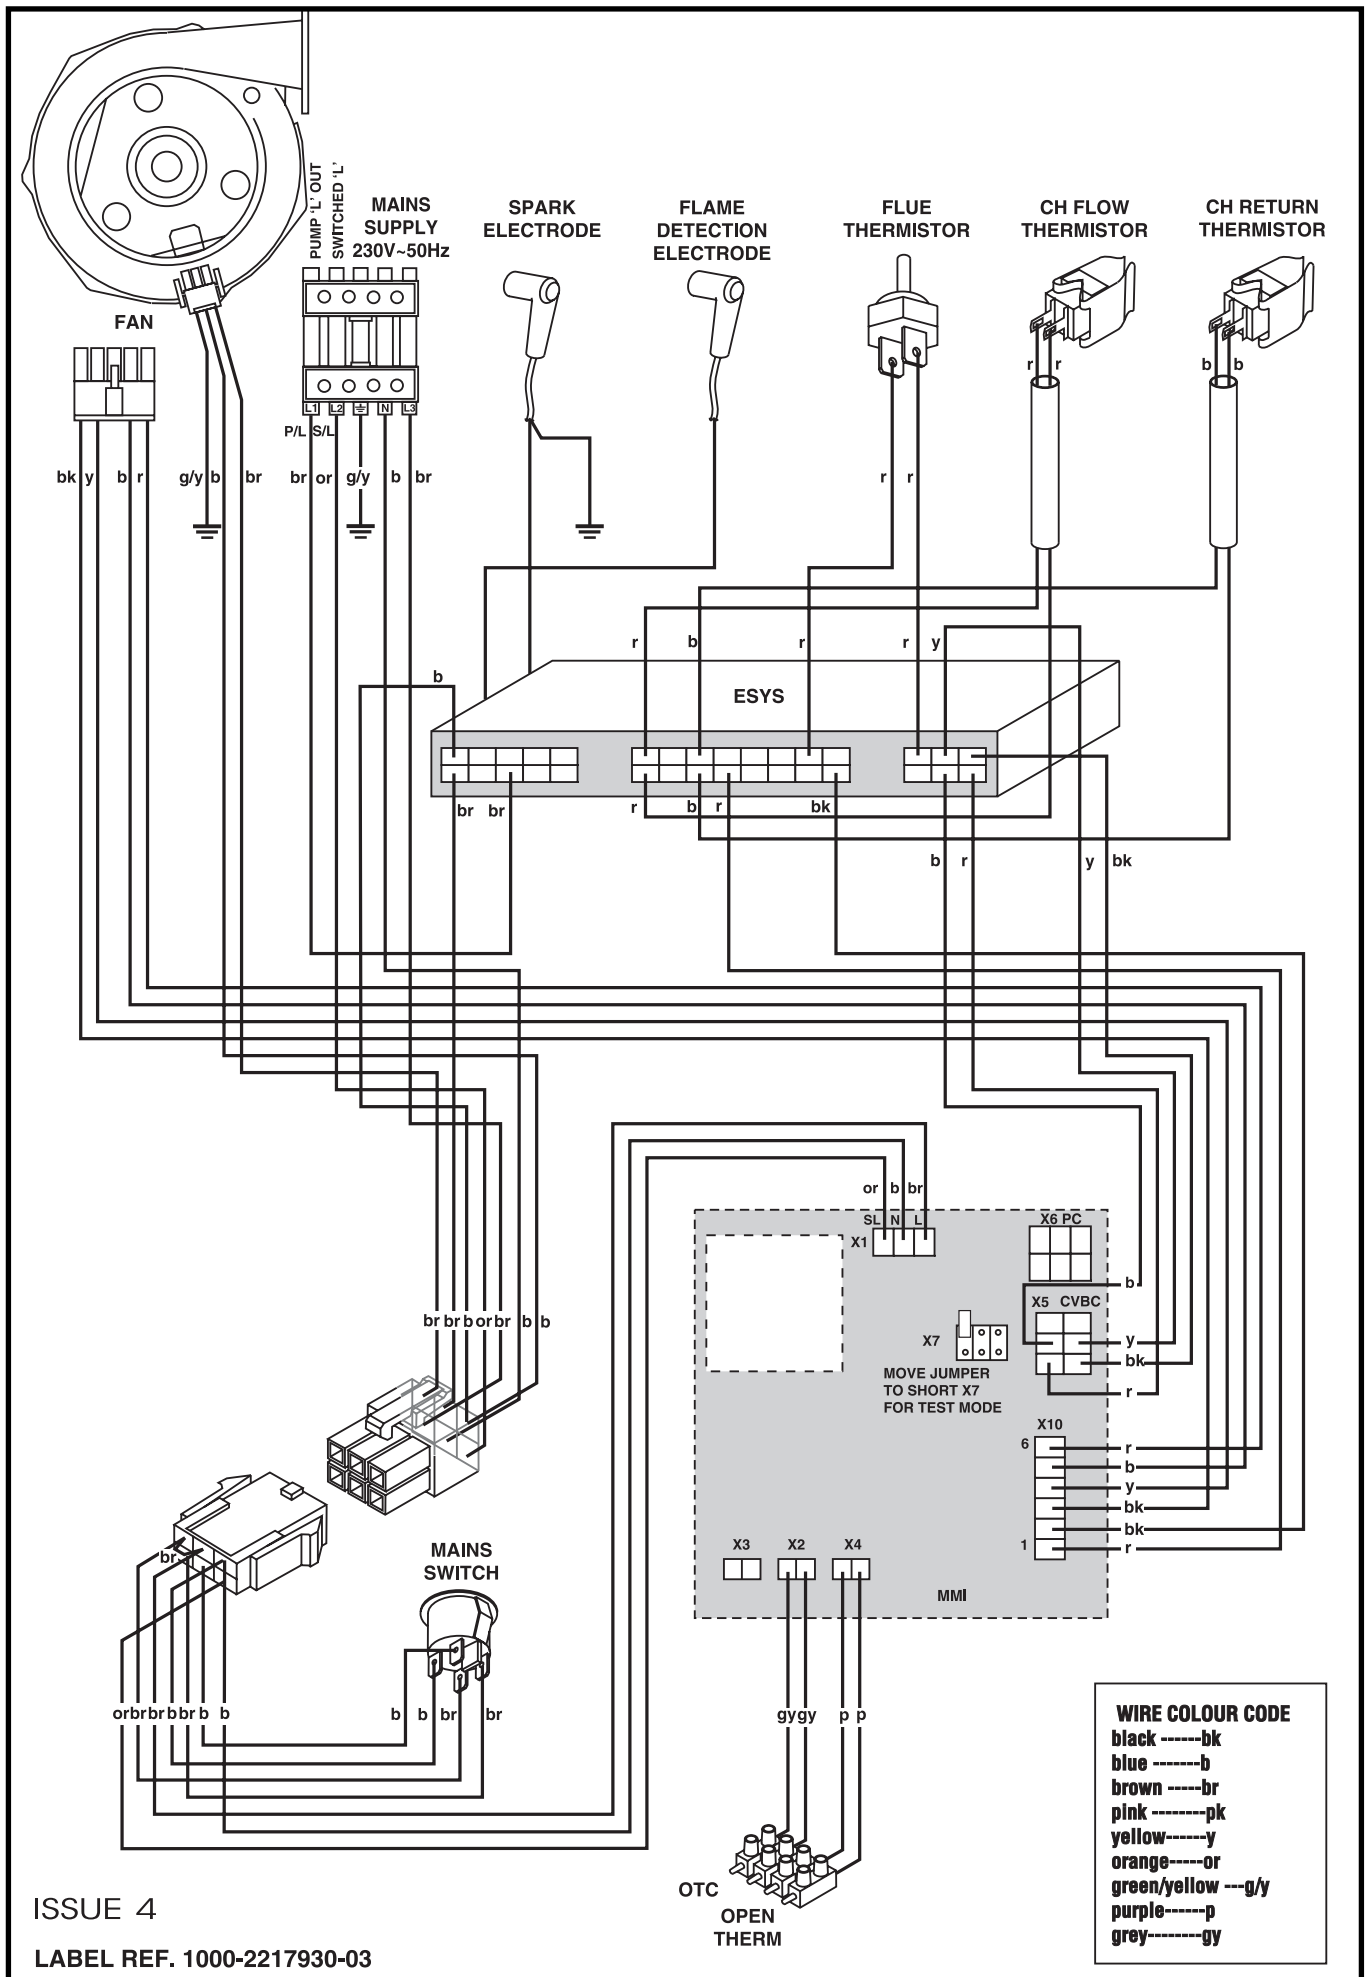 PUMP ‘L’ OUT
SWITCHED ‘L’
MAINS
SUPPLY
230V~50Hz
SPARK
ELECTRODE
FLAME
DETECTION
ELECTRODE
FLUE
THERMISTOR
CH FLOW
THERMISTOR
CH RETURN
THERMISTOR
FAN
L1 L2 N L3
P/L S/L
r r
b b
bk y b r g/y b br br or g/y b br
r r
r b r r y
b
ESYS
br br r b r bk
b r y bk
or b br
SL N L
X1
X6 PC
b
X5 CVBC
br br b or br b b
X7
y
bk
MOVE JUMPER
TO SHORT X7
FOR TEST MODE
r
X10
6 r
b
y
bk
bk
1 r
X3 X2 X4
MMI
br
MAINS
SWITCH
or br br b br b b
b b br br
gy gy p p
OTC
OPEN
THERM
WIRE COLOUR CODE
black ------bk
blue -------b
brown -----br
pink --------pk
yellow------y
orange-----or
green/yellow ---g/y
purple------p
grey--------gy
ISSUE 4
LABEL REF. 1000-2217930-03